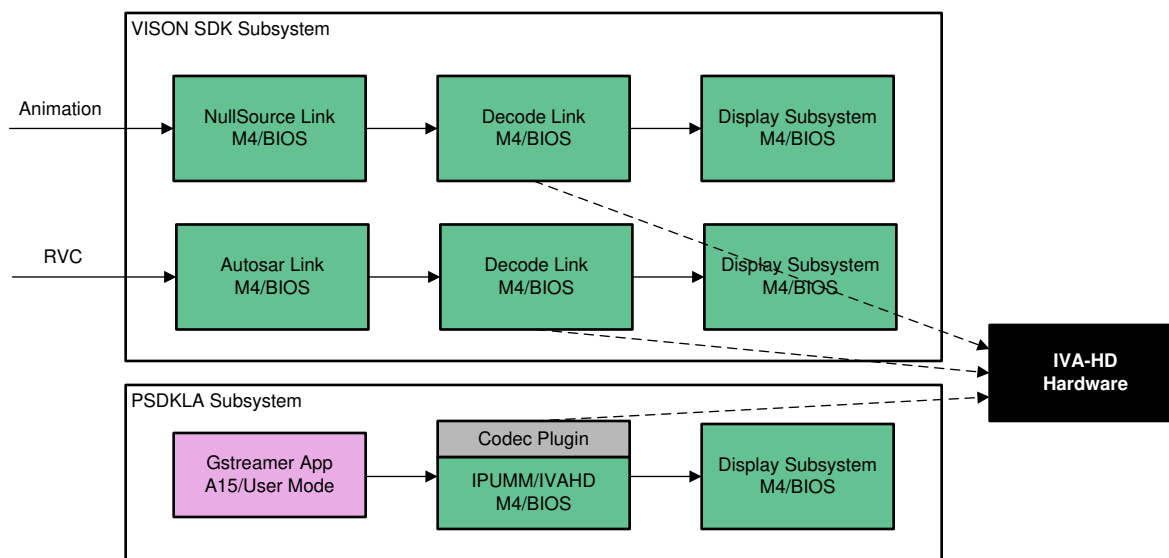 VISON SDK Subsystem
Animation
NullSource Link
M4/BIOS
Decode Link
M4/BIOS
Display Subsystem
M4/BIOS
RVC
Autosar Link
M4/BIOS
Decode Link
M4/BIOS
Display Subsystem
M4/BIOS
IVA-HD
Hardware
PSDKLA Subsystem
Gstreamer App
A15/User Mode
Codec Plugin
IPUMM/IVAHD
M4/BIOS
Display Subsystem
M4/BIOS